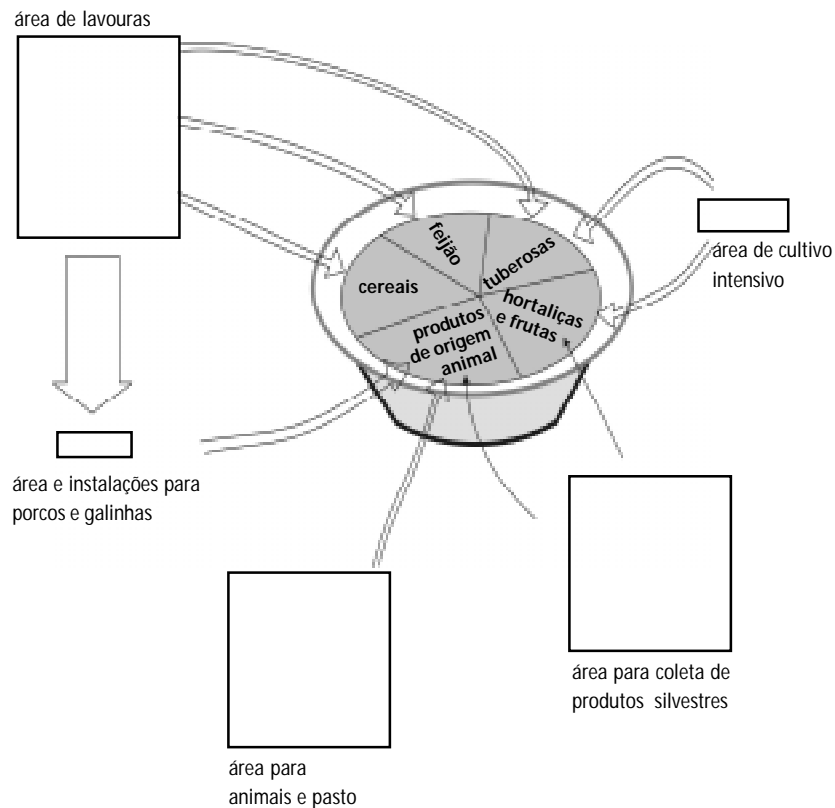 área de lavouras
feijão
tuberosas
cereais
hortaliças
e frutas
produtos
de origem
animal
área de cultivo
intensivo
área e instalações para
porcos e galinhas
área para coleta de
produtos silvestres
área para
animais e pasto